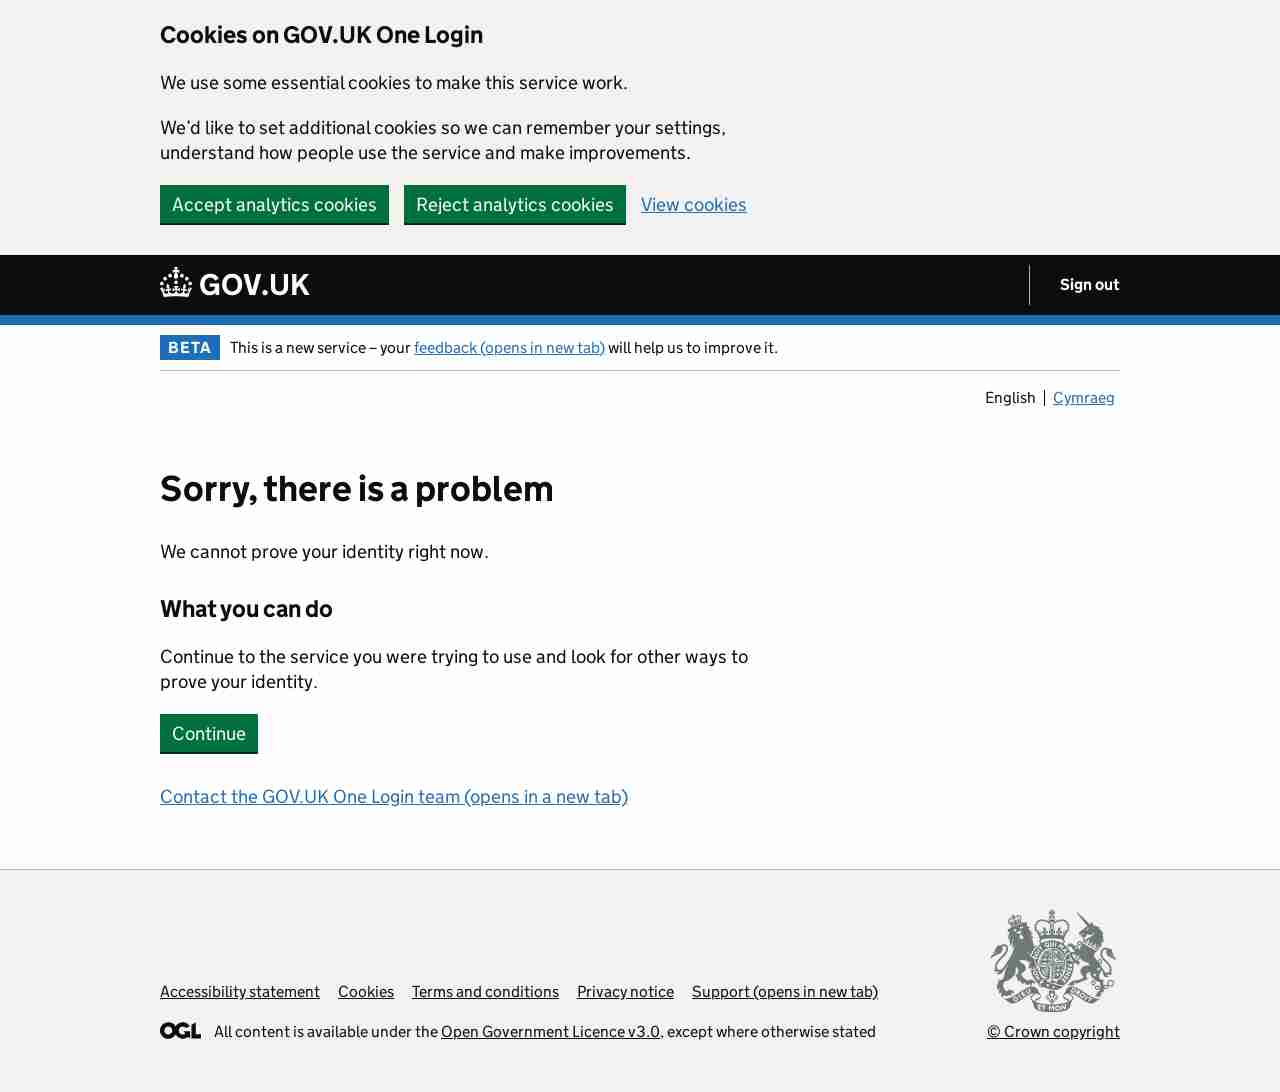 Cookies on GOV.UK One Login
We use some essential cookies to make this service work.
We'd like to set additional cookies so we can remember your settings,
understand how people use the service and make improvements.
Accept analytics cookies Reject analytics cookies View cookies
GOV.UK Sign out
BETA This is a new service – your feedback (opens in new tab) will help us to improve it.
English Cymraeg
Sorry, there is a problem
We cannot prove your identity right now.
What you can do
Continue to the service you were trying to use and look for other ways to
prove your identity.
Continue
Contact the GOV.UK One Login team (opens in a new tab)
Accessibility statement Cookies Terms and conditions Privacy notice Support (opens in new tab)
OGL All content is available under the Open Government Licence v3.0, except where otherwise stated
© Crown copyright